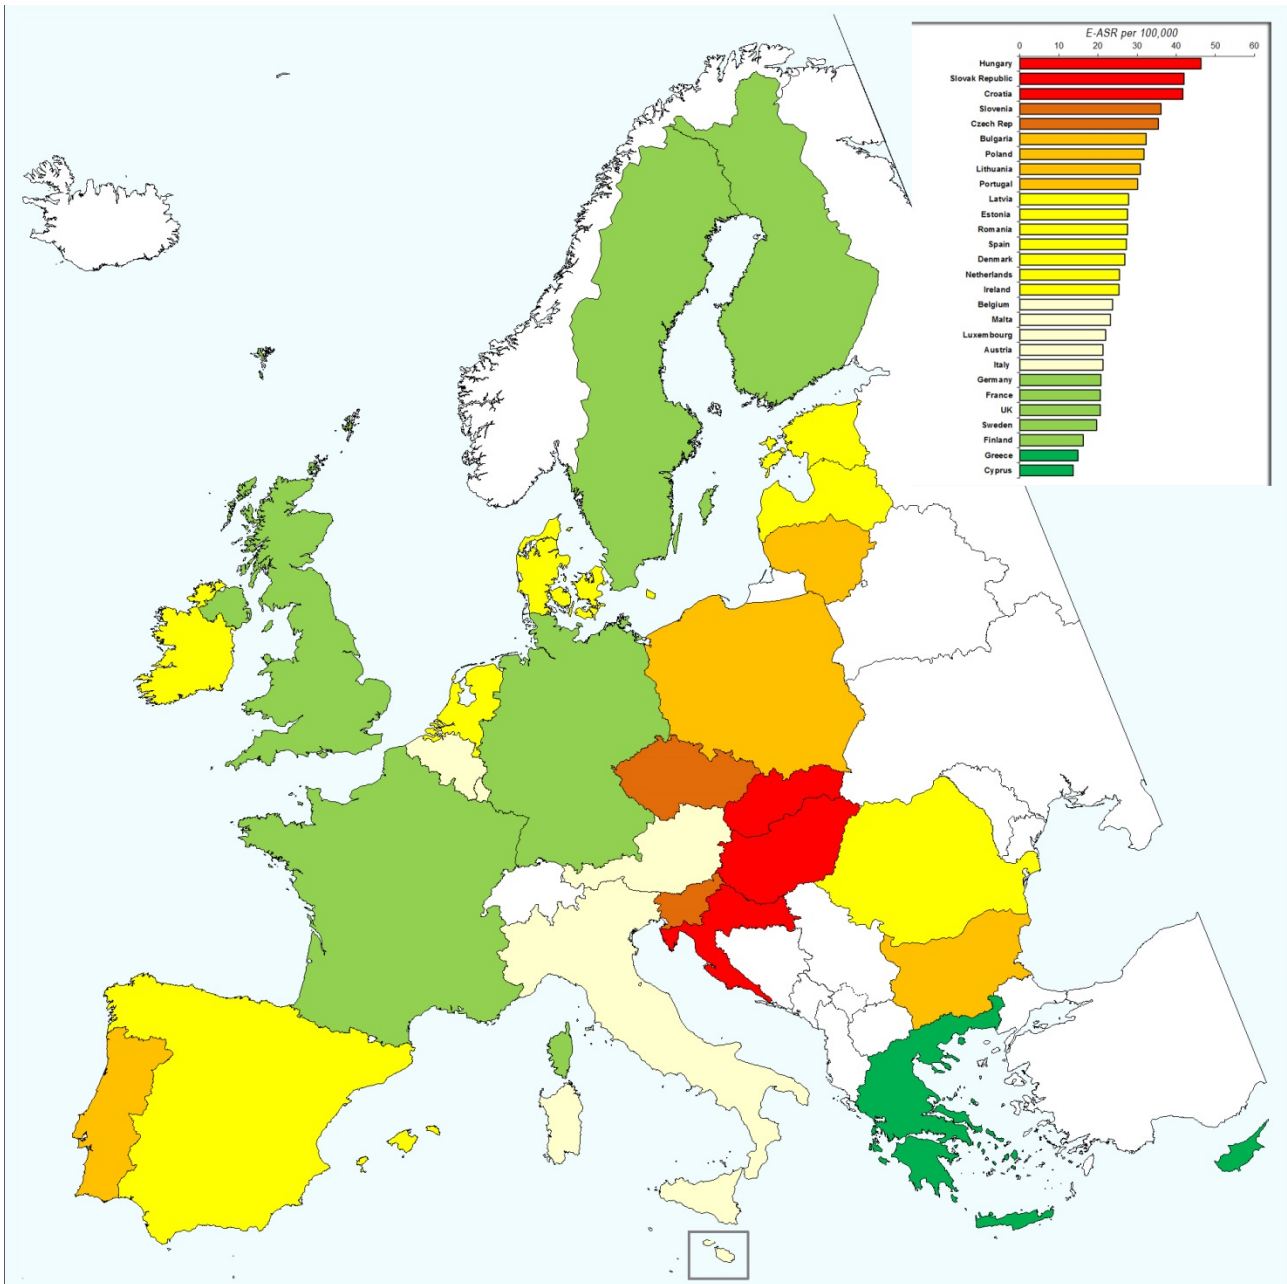 E-ASR per 100,000
0 10 20 30 40 50 60
Hungary
Slovak Republic
Croatia
Slovenia
Czech Rep
Bulgaria
Poland
Lithuania
Portugal
Latvia
Estonia
Romania
Spain
Denmark
Netherlands
Ireland
Belgium
Malta
Luxembourg
Austria
Italy
Germany
France
UK
Sweden
Finland
Greece
Cyprus